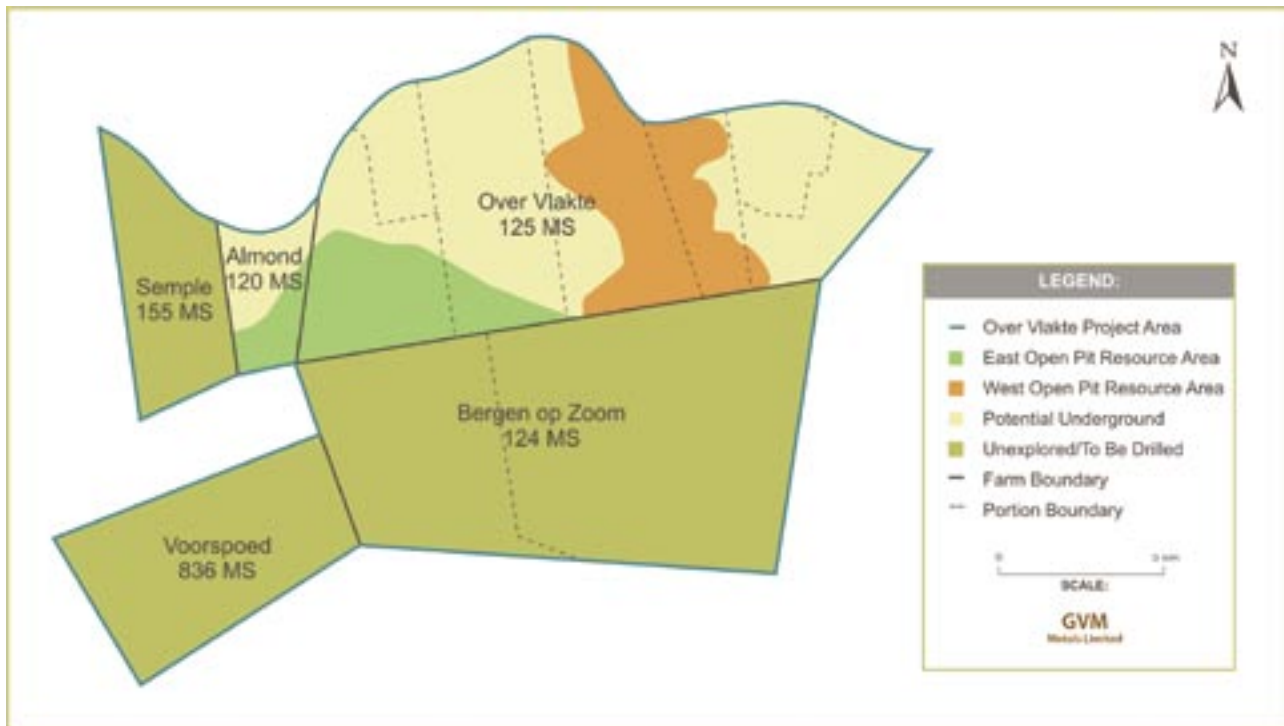 N
Over Vlakte
125 MS
Almond
120 MS
Semple
155 MS
Bergen op Zoom
124 MS
Voorspoed
836 MS
LEGEND:
Over Vlakte Project Area
East Open Pit Resource Area
West Open Pit Resource Area
Potential Underground
Unexplored/To Be Drilled
Farm Boundary
Portion Boundary
0
SCALE:
GVM
Metals Limited